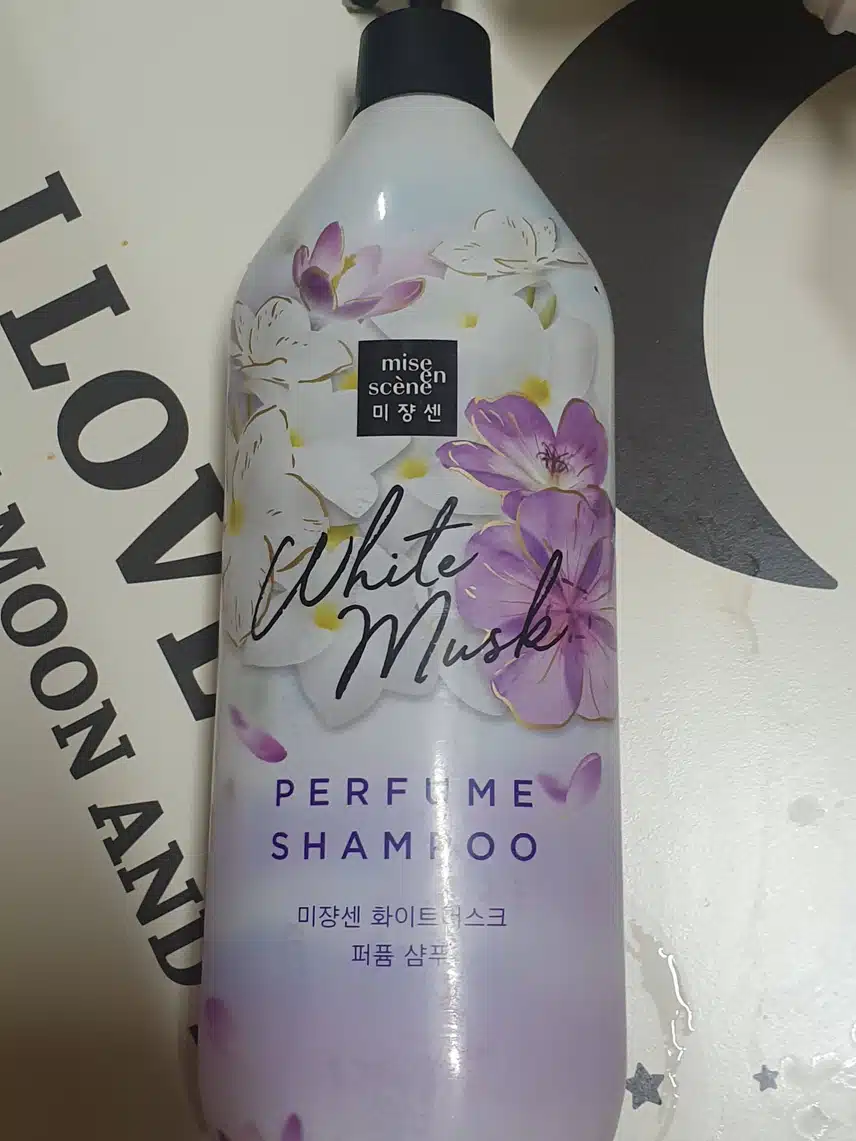 I LOVE
MOON AND
mise
en
scène
미쟝센
White
Musk
PERFUME
SHAMPOO
미쟝센 화이트머스크
퍼퓸 샴푸